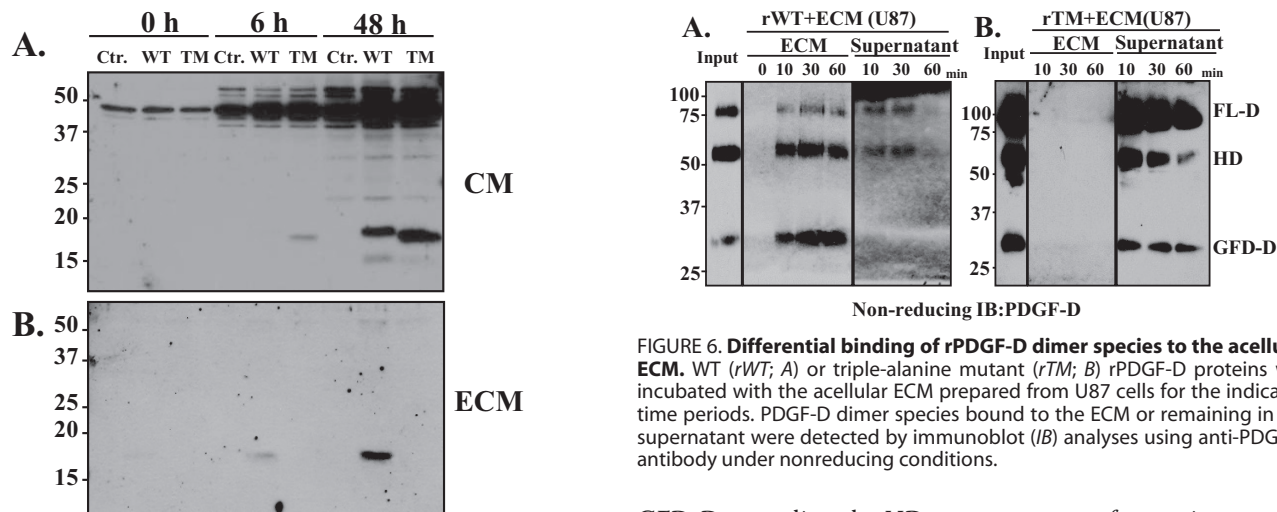 0 h 6 h 48 h
A.
Ctr. WT TM Ctr. WT TM Ctr. WT TM
50
37
25
20
15
CM
B.
50
37
25
20
15
ECM
A.
rWT+ECM (U87)
Input ECM Supernatant
0 10 30 60 10 30 60 min
100
75
50
37
25
B.
rTM+ECM(U87)
Input ECM Supernatant
10 30 60 10 30 60 min
100
75
50
37
25
FL-D
HD
GFD-D
Non-reducing IB:PDGF-D
FIGURE 6. Differential binding of rPDGF-D dimer species to the acellu
ECM. WT (rWT; A) or triple-alanine mutant (rTM; B) rPDGF-D proteins
incubated with the acellular ECM prepared from U87 cells for the indica
time periods. PDGF-D dimer species bound to the ECM or remaining in
supernatant were detected by immunoblot (IB) analyses using anti-PDG
antibody under nonreducing conditions.